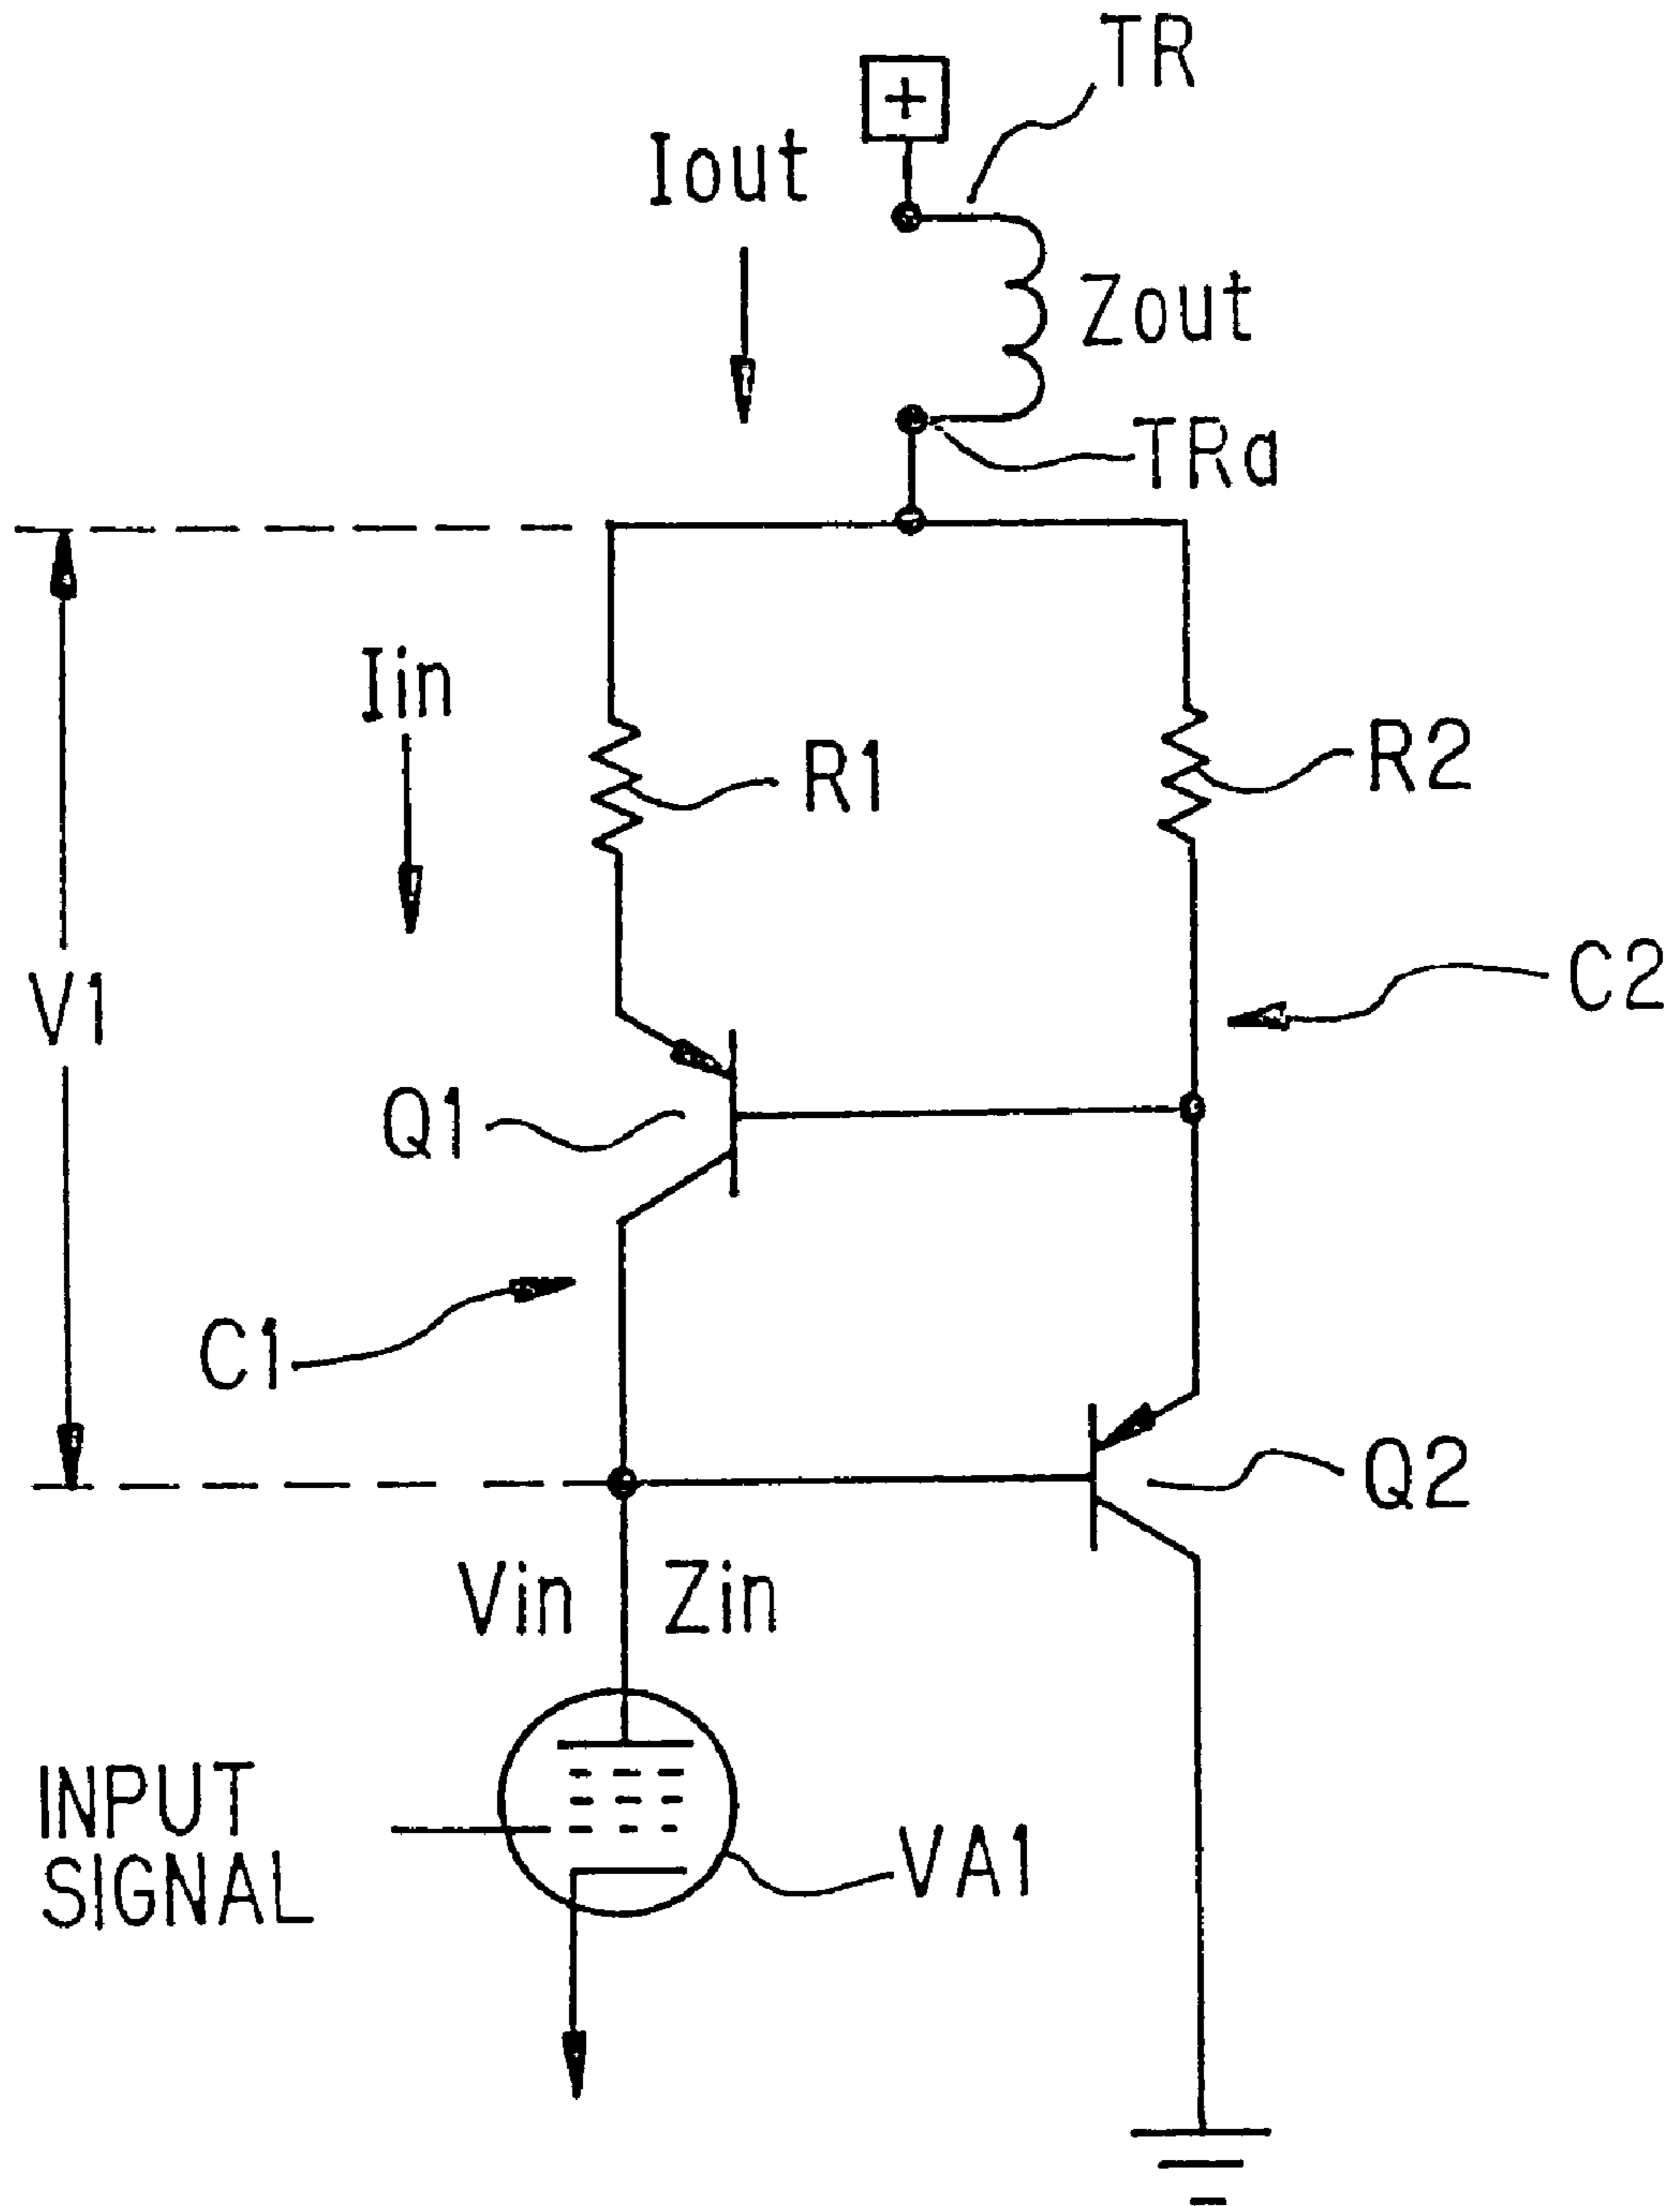 TR
+
Iout
Zout
TRa
Iin
R1
R2
V1
C2
Q1
C1
Q2
Vin
Zin
INPUT
SIGNAL
VA1